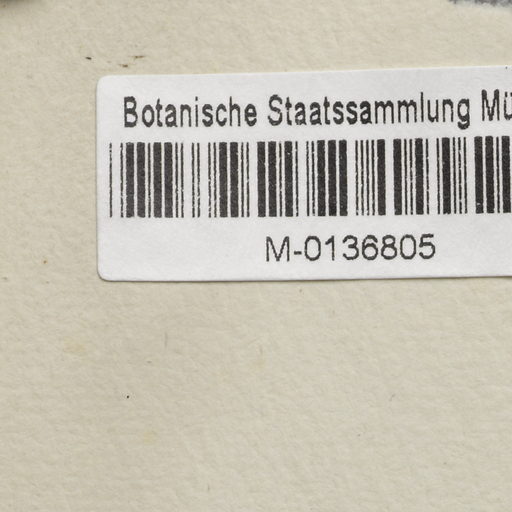 Botanische Staatssammlung Mü
M-0136805